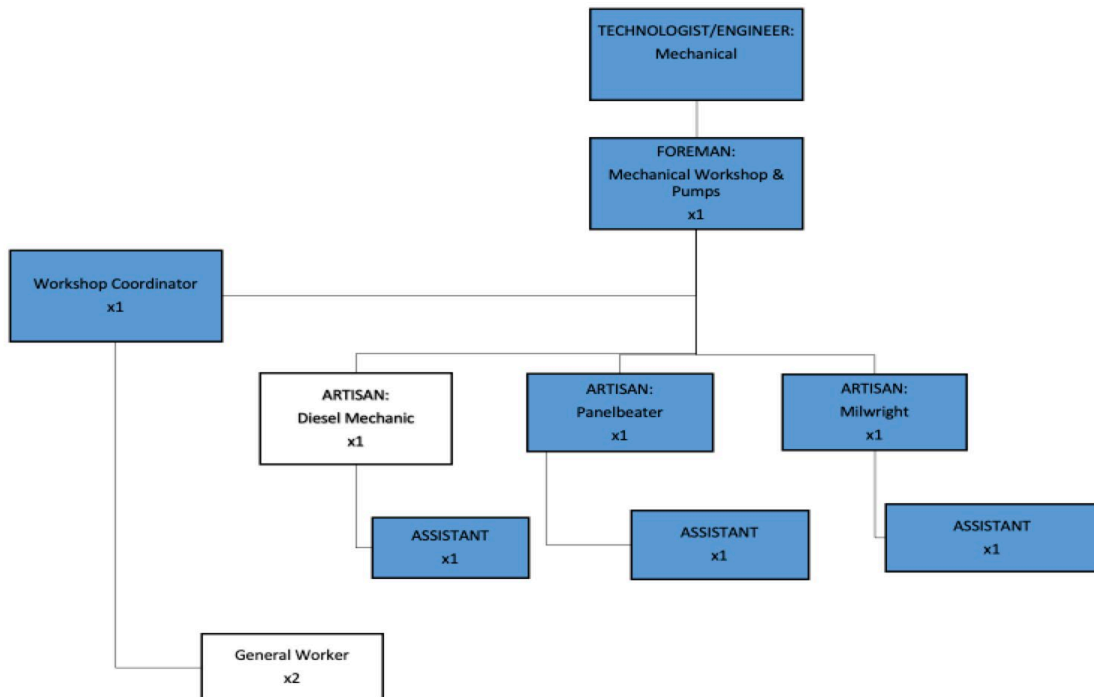 TECHNOLOGIST/ENGINEER:
Mechanical
FOREMAN:
Mechanical Workshop &
Pumps
x1
Workshop Coordinator
x1
ARTISAN:
Diesel Mechanic
x1
ARTISAN:
Panelbeater
x1
ARTISAN:
Milwright
x1
ASSISTANT
x1
ASSISTANT
x1
ASSISTANT
x1
General Worker
x2